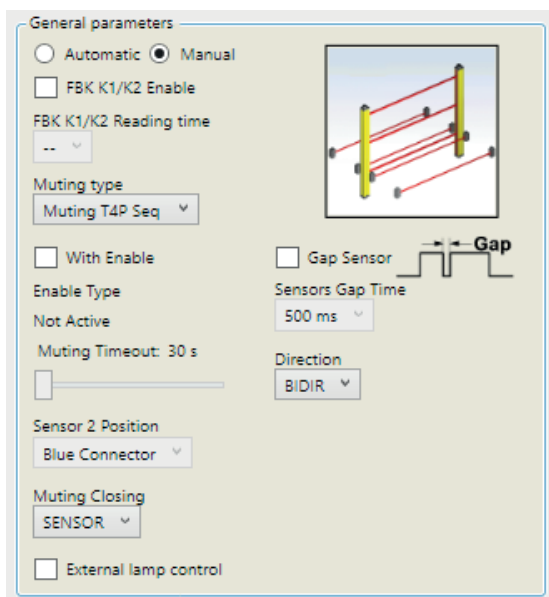 General parameters
Automatic Manual
FBK K1/K2 Enable
FBK K1/K2 Reading time
--
Muting type
Muting T4P Seq
With Enable
Gap Sensor
Gap
Enable Type
Sensors Gap Time
Not Active
500 ms
Muting Timeout: 30 s
Direction
BIDIR
Sensor 2 Position
Blue Connector
Muting Closing
SENSOR
External lamp control